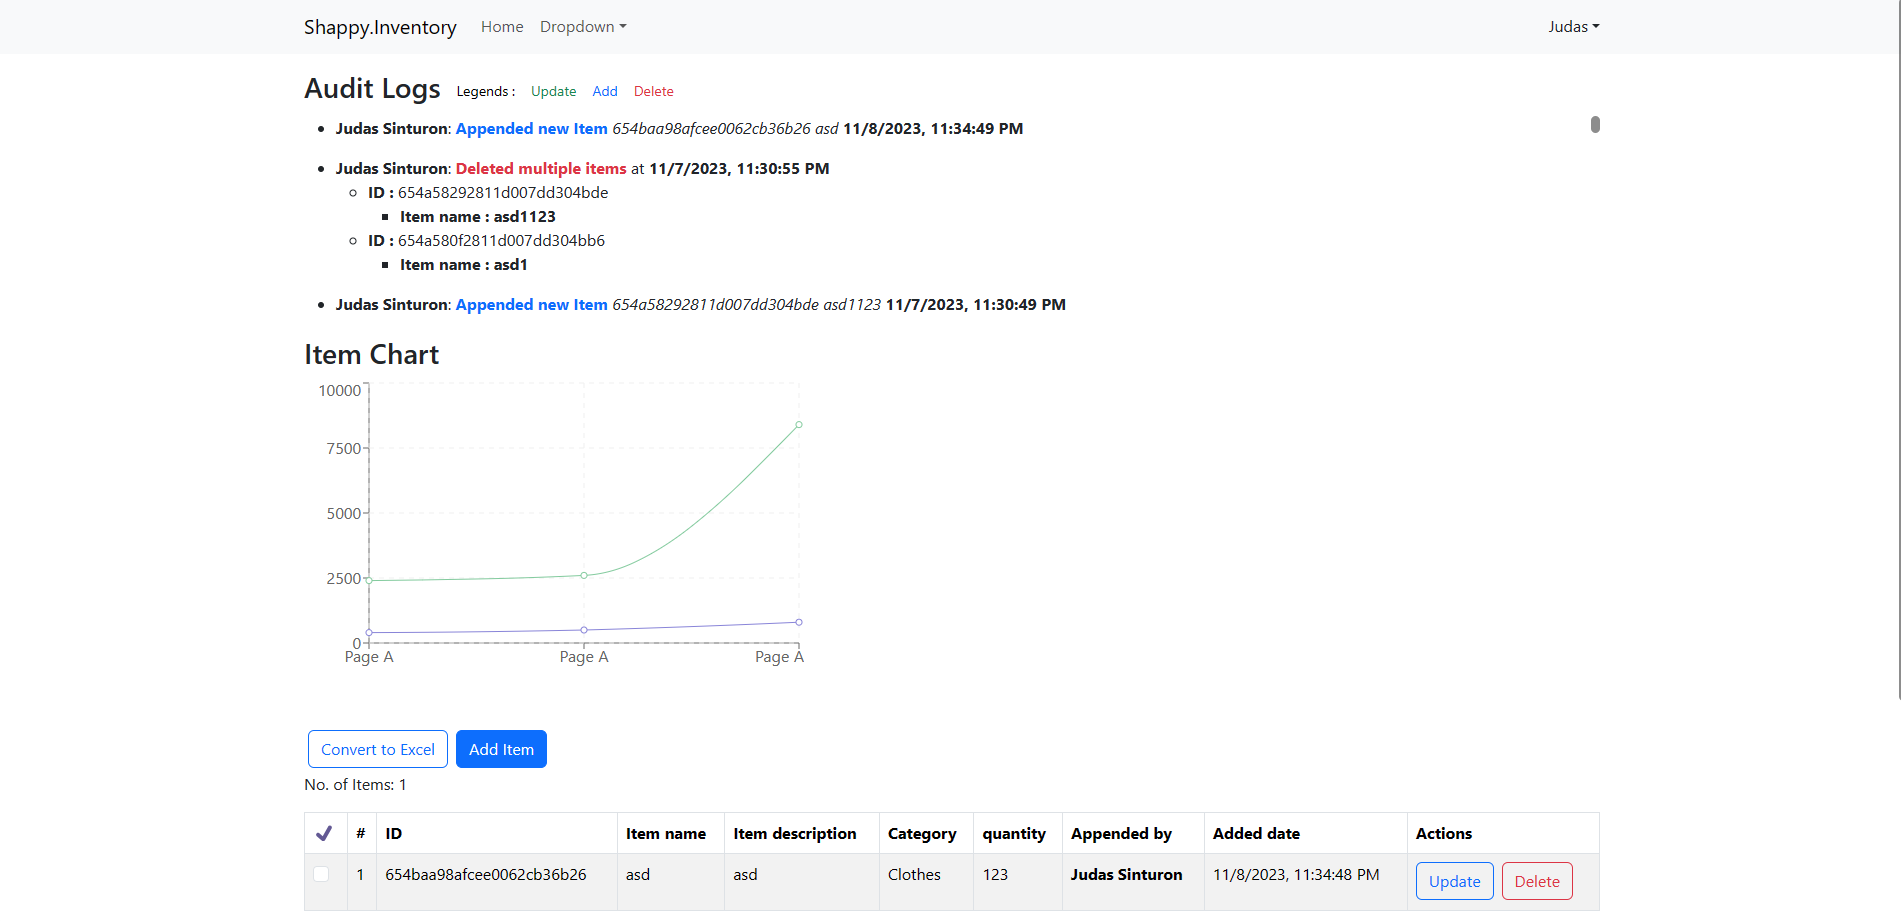 Shappy.Inventory Home Dropdown Judas
Audit Logs Legends : Update Add Delete
Judas Sinturon: Appended new Item 654baa98afcee0062cb36b26 asd 11/8/2023, 11:34:49 PM
Judas Sinturon: Deleted multiple items at 11/7/2023, 11:30:55 PM
ID : 654a58292811d007dd304bde
Item name : asd1123
ID : 654a580f2811d007dd304bb6
Item name : asd1
Judas Sinturon: Appended new Item 654a58292811d007dd304bde asd1123 11/7/2023, 11:30:49 PM
Item Chart
10000
7500
5000
2500
0
Page A Page A Page A
Convert to Excel Add Item
No. of Items: 1
# ID Item name Item description Category quantity Appended by Added date Actions
1 654baa98afcee0062cb36b26 asd asd Clothes 123 Judas Sinturon 11/8/2023, 11:34:48 PM Update Delete